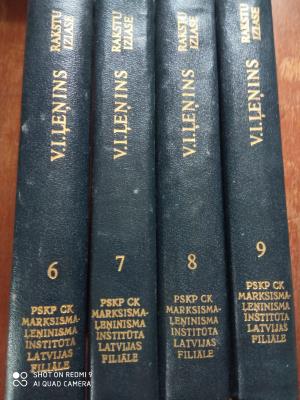 V.I.ĻEŅINS
RAKSTU
IZLASE
6
PSKP CK
MARKSISMA-
ĻEŅINISMA
INSTITŪTA
LATVIJAS
FILIĀLE
V.I.ĻEŅINS
RAKSTU
IZLASE
7
PSKP CK
MARKSISMA-
ĻEŅINISMA
INSTITŪTA
LATVIJAS
FILIĀLE
V.I.ĻEŅINS
RAKSTU
IZLASE
8
PSKP CK
MARKSISMA-
ĻEŅINISMA
INSTITŪTA
LATVIJAS
FILIĀLE
V.I.ĻEŅINS
RAKSTU
IZLASE
9
PSKP CK
MARKSISMA-
ĻEŅINISMA
INSTITŪTA
LATVIJAS
FILIĀLE
SHOT ON REDMI 9
AI QUAD CAMERA